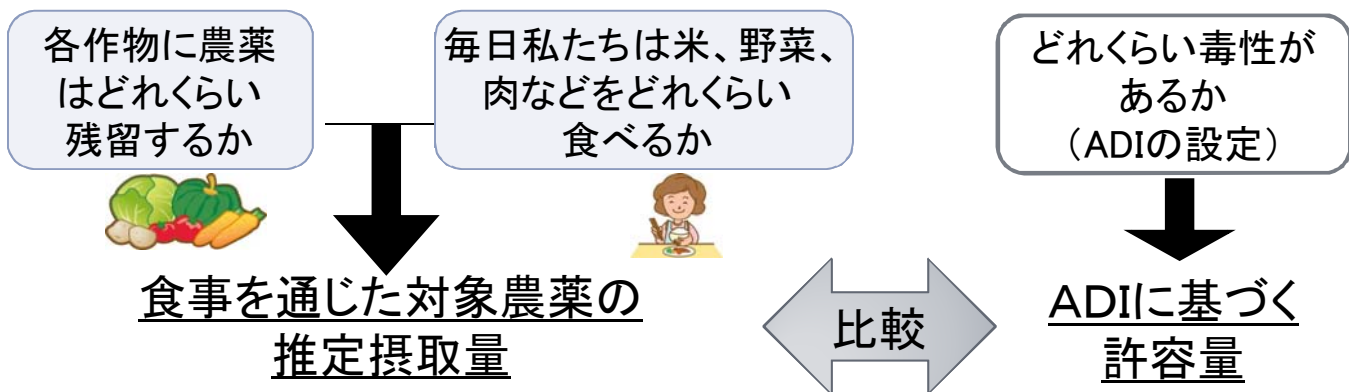 各作物に農薬
はどれくらい
残留するか
毎日私たちは米、野菜、
肉などをどれくらい
食べるか
どれくらい毒性が
あるか
（ADIの設定）
食事を通じた対象農薬の
推定摂取量
比較
ADIに基づく
許容量